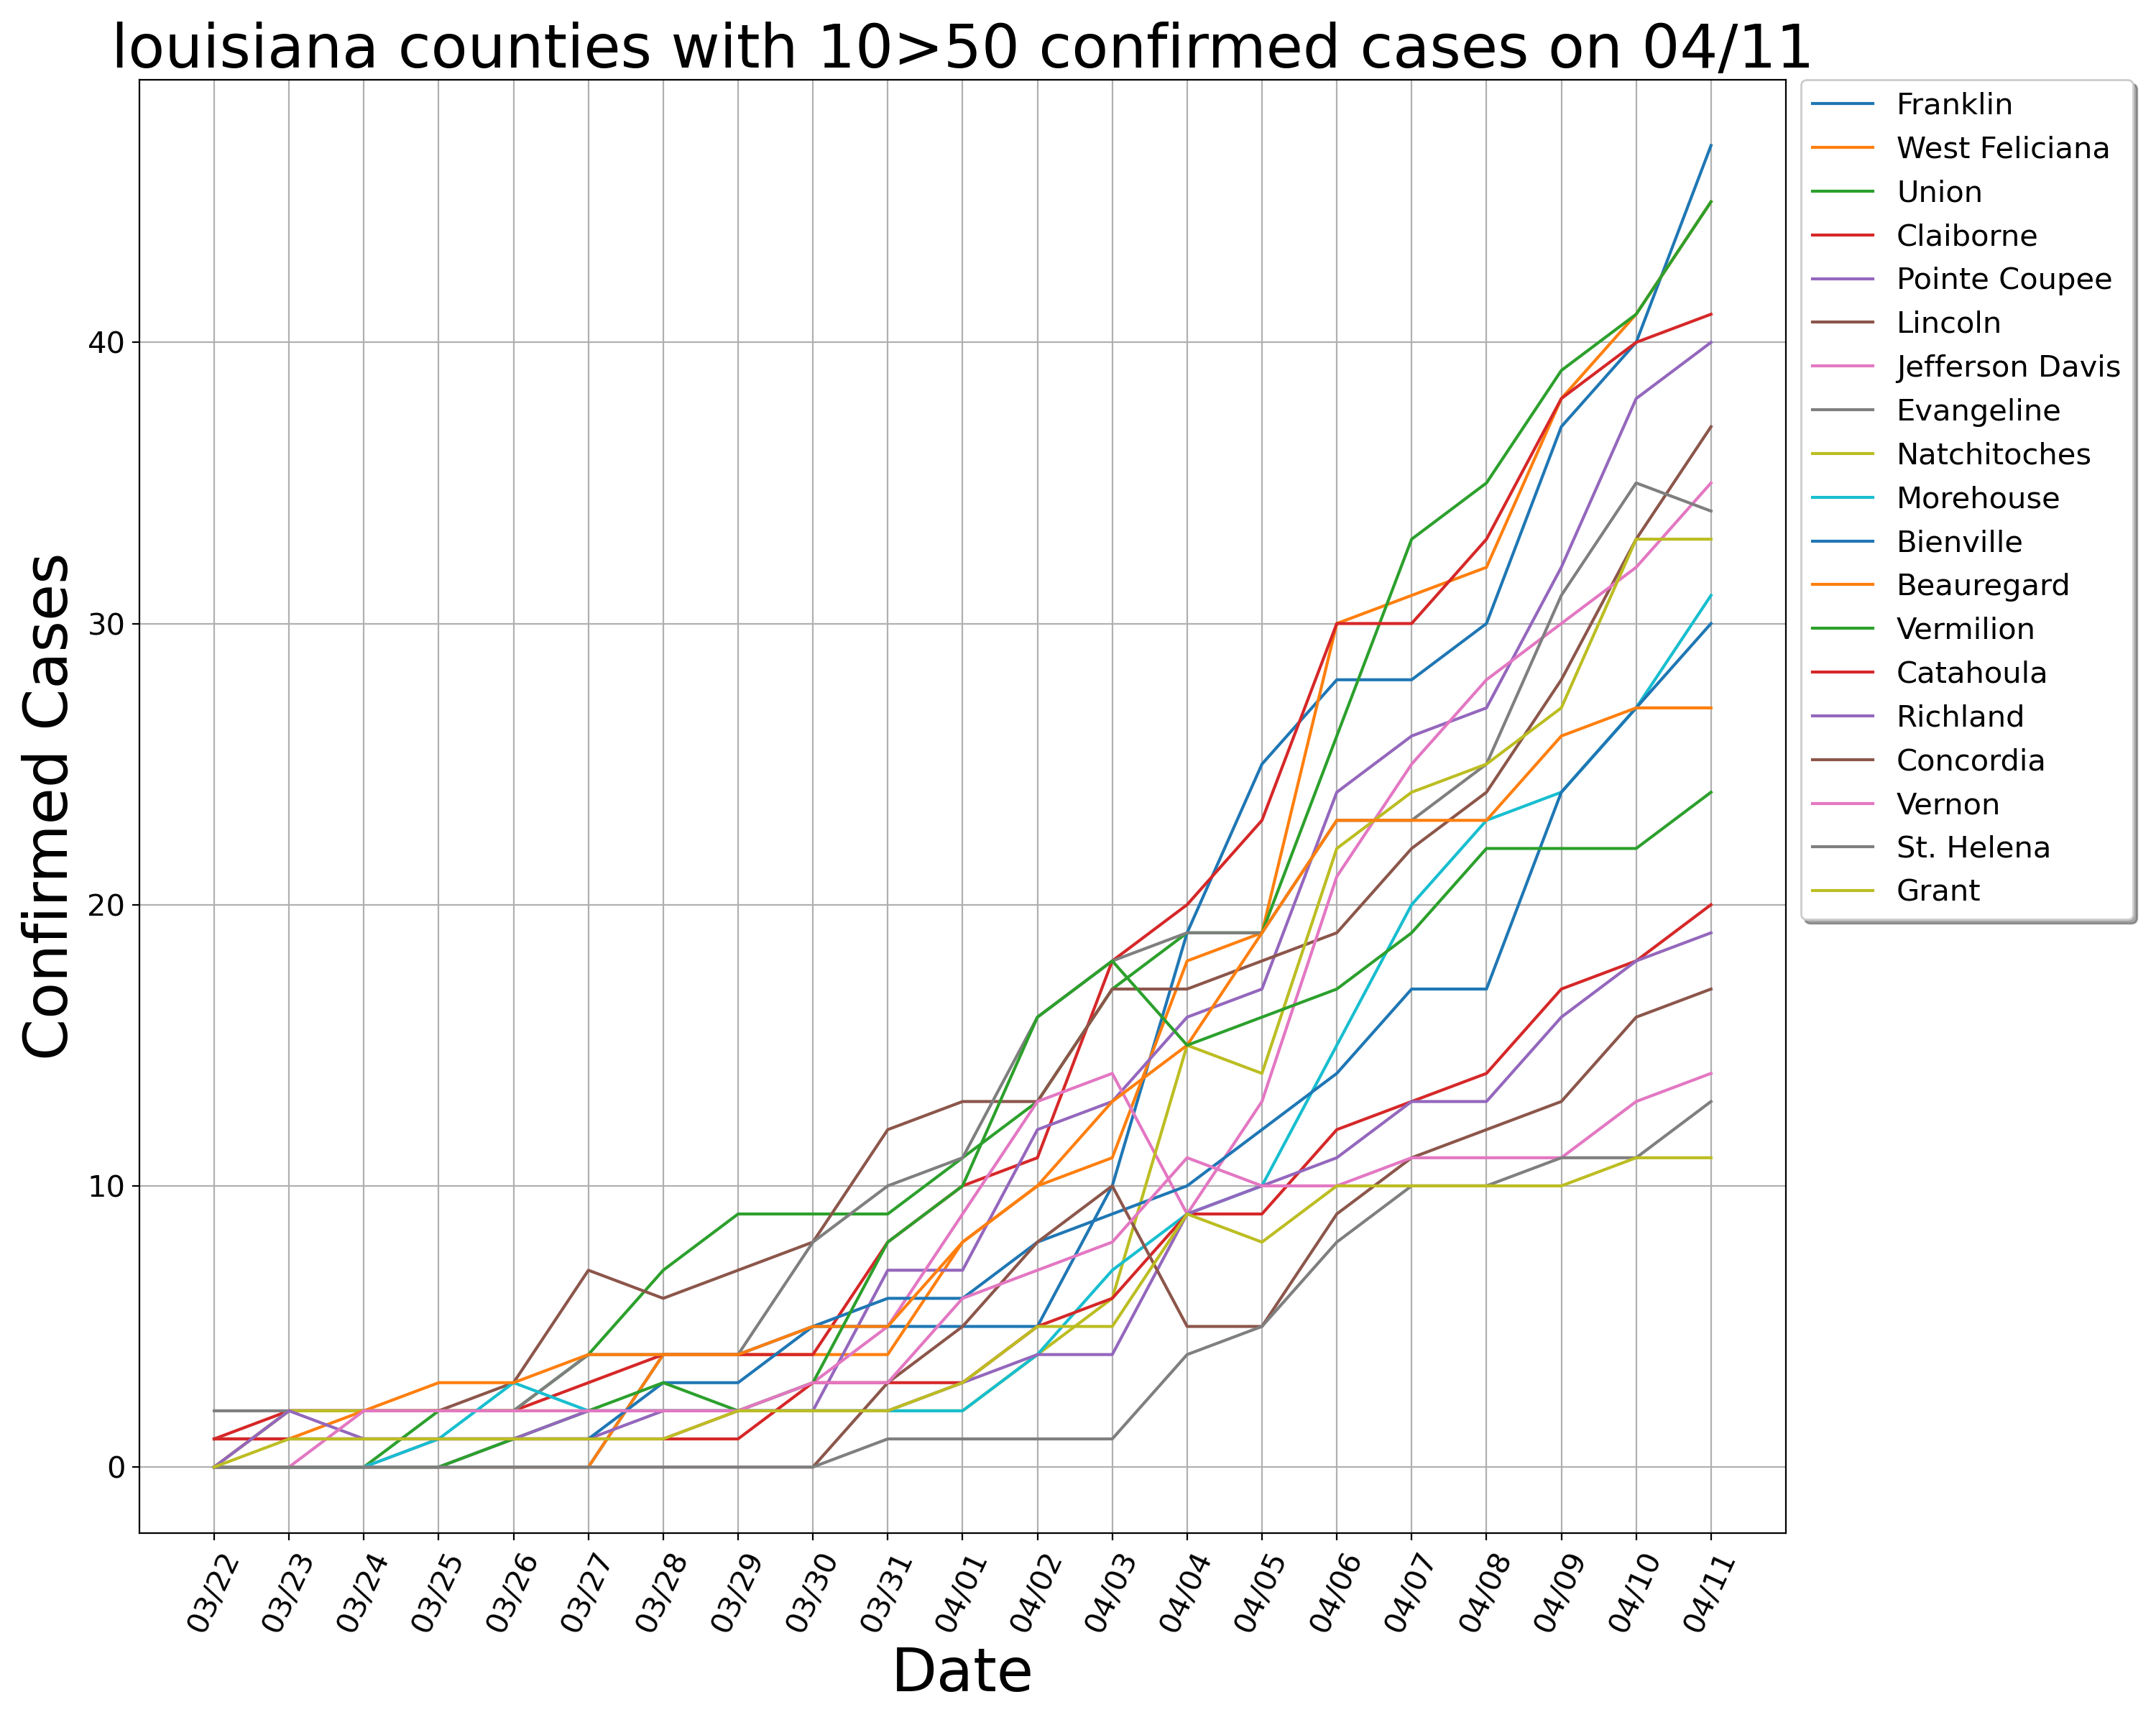 louisiana counties with 10>50 confirmed cases on 04/11
Franklin
West Feliciana
Union
Claiborne
Pointe Coupee
Lincoln
Jefferson Davis
Evangeline
Natchitoches
Morehouse
Bienville
Beauregard
Vermilion
Catahoula
Richland
Concordia
Vernon
St. Helena
Grant
Confirmed Cases
40
30
20
10
0
03/22
03/23
03/24
03/25
03/26
03/27
03/28
03/29
03/30
03/31
04/01
04/02
04/03
04/04
04/05
04/06
04/07
04/08
04/09
04/10
04/11
Date